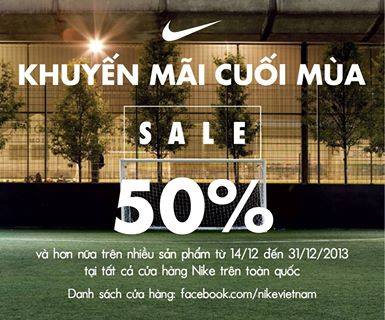 KHUYẾN MÃI CUỐI MÙA
SALE
50%
và hơn nữa trên nhiều sản phẩm từ 14/12 đến 31/12/2013
tại tất cả cửa hàng Nike trên toàn quốc
Danh sách cửa hàng: facebook.com/nikevietnam